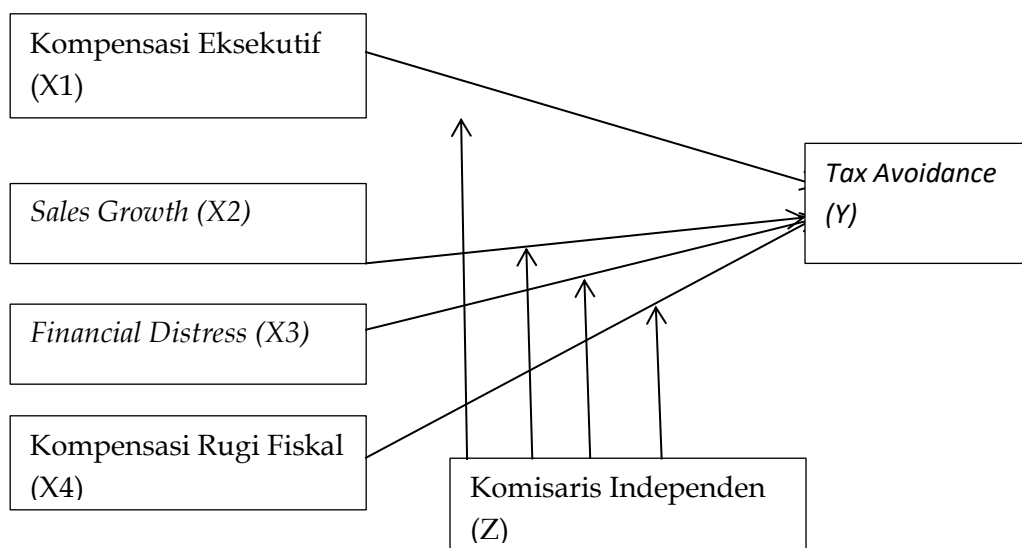 Kompensasi Eksekutif
(X1)
Sales Growth (X2)
Financial Distress (X3)
Kompensasi Rugi Fiskal
(X4)
Tax Avoidance
(Y)
Komisaris Independen
(Z)